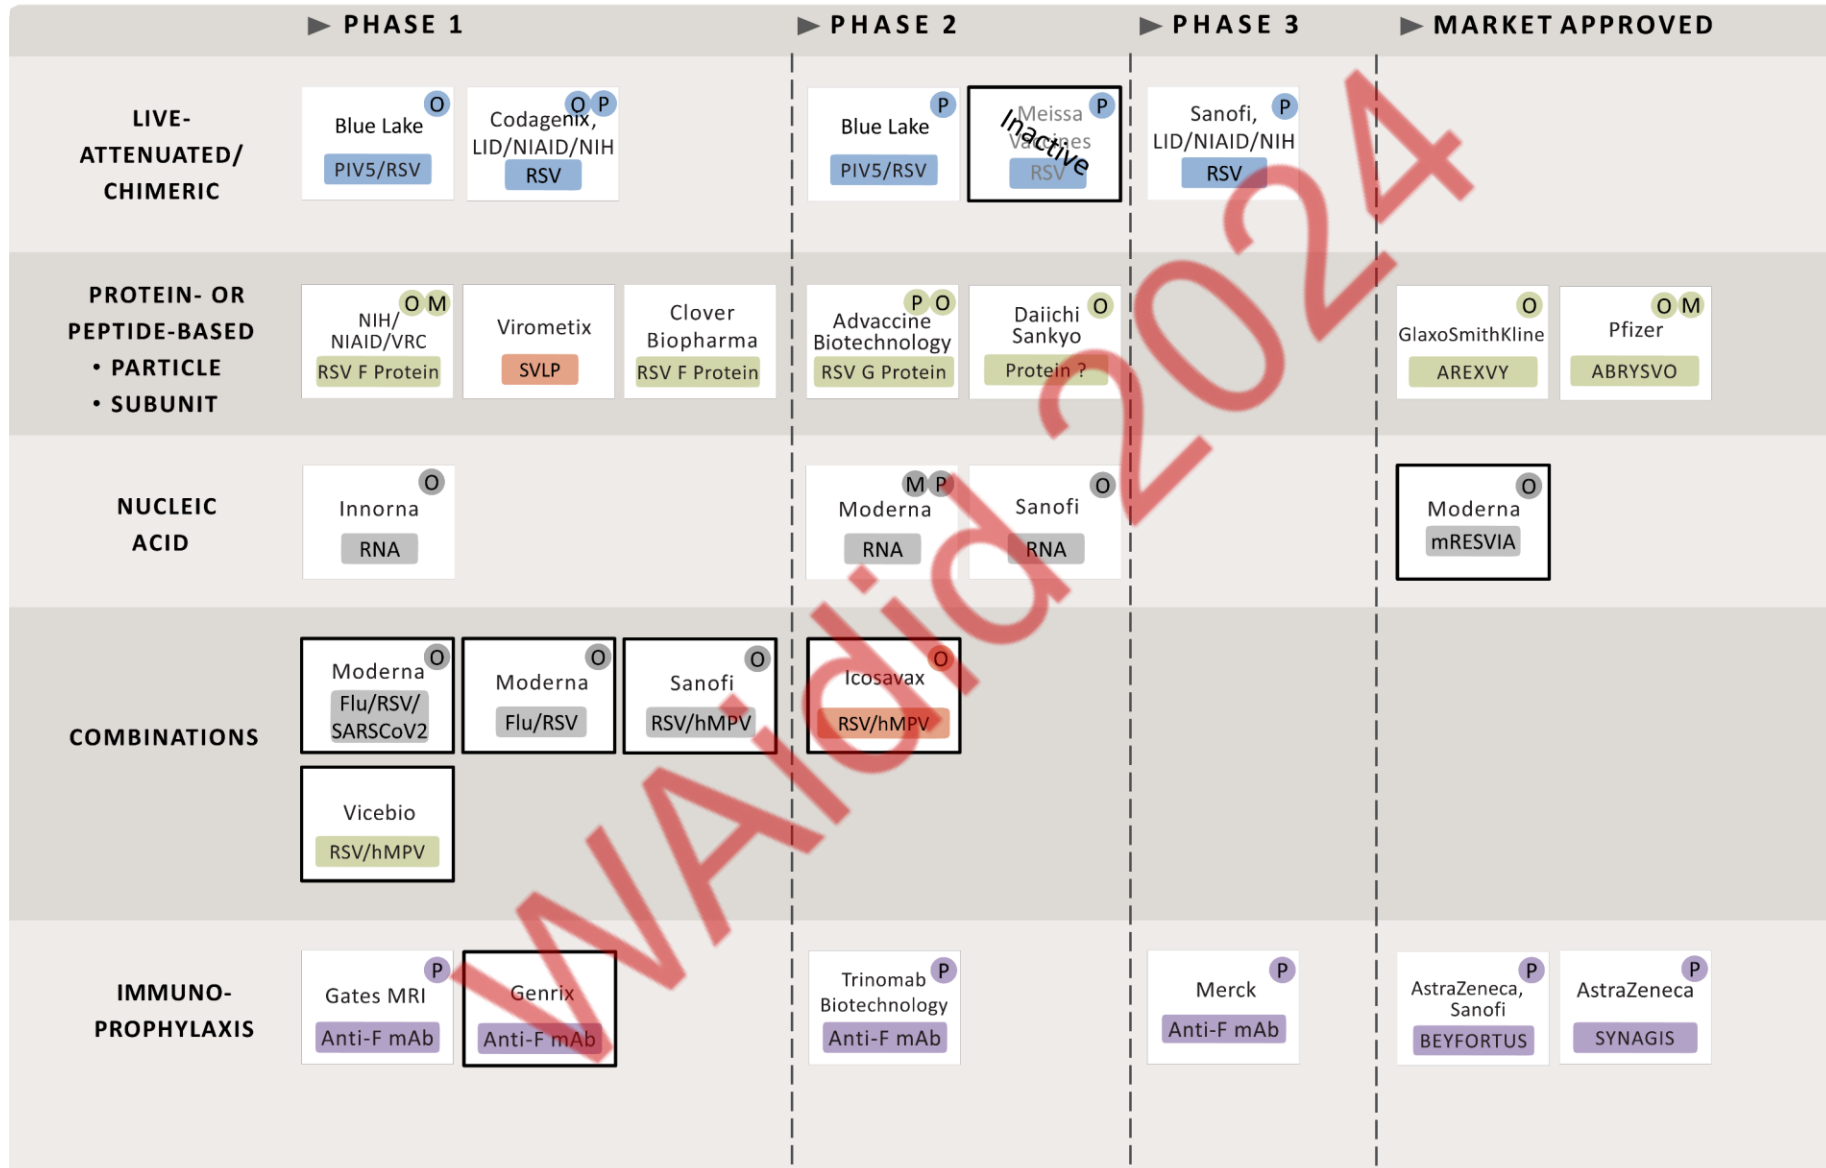 ► PHASE 1 ► PHASE 2 ► PHASE 3 ► MARKET APPROVED
LIVE-
ATTENUATED/
CHIMERIC
O
Blue Lake
PIV5/RSV
O P
Codagenix,
LID/NIAID/NIH
RSV
P
Blue Lake
PIV5/RSV
P
Meissa
Vaccines
RSV
Inactive
P
Sanofi,
LID/NIAID/NIH
RSV
PROTEIN- OR
PEPTIDE-BASED
• PARTICLE
• SUBUNIT
O M
NIH/
NIAID/VRC
RSV F Protein
Virometix
SVLP
Clover
Biopharma
RSV F Protein
P O
Advaccine
Biotechnology
RSV G Protein
O
Daiichi
Sankyo
Protein ?
O
GlaxoSmithKline
AREXVY
O M
Pfizer
ABRYSVO
NUCLEIC
ACID
O
Innorna
RNA
M P
Moderna
RNA
O
Sanofi
RNA
O
Moderna
mRESVIA
COMBINATIONS
O
Moderna
Flu/RSV/
SARSCoV2
O
Moderna
Flu/RSV
O
Sanofi
RSV/hMPV
O
Icosavax
RSV/hMPV
Vicebio
RSV/hMPV
IMMUNO-
PROPHYLAXIS
P
Gates MRI
Anti-F mAb
Genrix
Anti-F mAb
P
Trinomab
Biotechnology
Anti-F mAb
P
Merck
Anti-F mAb
P
AstraZeneca,
Sanofi
BEYFORTUS
P
AstraZeneca
SYNAGIS
WAidid 2024